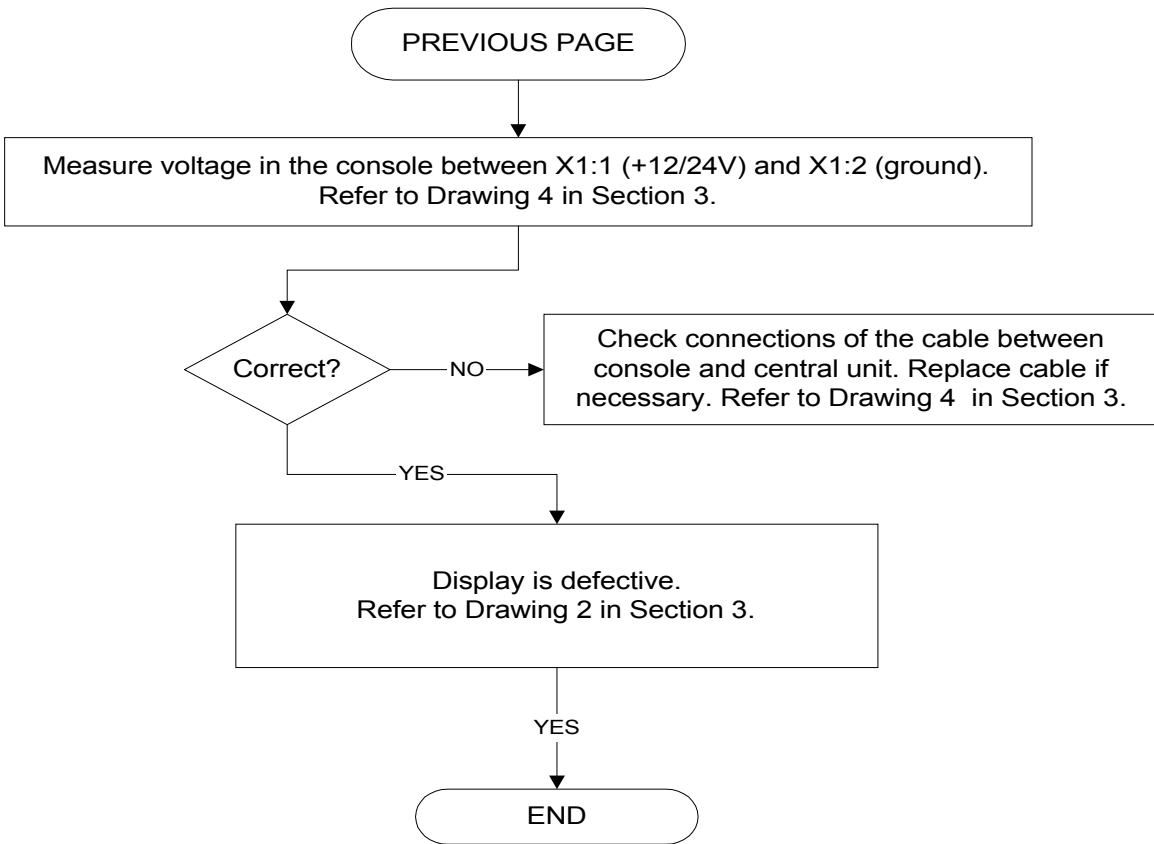 PREVIOUS PAGE
Measure voltage in the console between X1:1 (+12/24V) and X1:2 (ground).
Refer to Drawing 4 in Section 3.
Correct?
NO
Check connections of the cable between
console and central unit. Replace cable if
necessary. Refer to Drawing 4  in Section 3.
YES
Display is defective.
Refer to Drawing 2 in Section 3.
YES
END